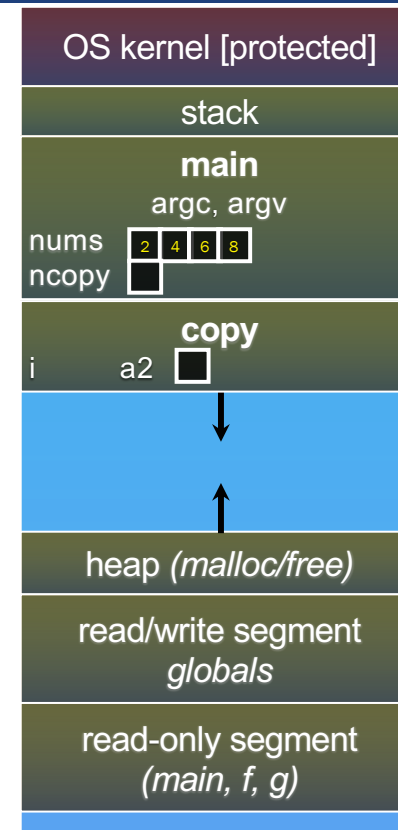 OS kernel [protected]
stack
main
argc, argv
nums 2 4 6 8
ncopy
copy
i a2
heap (malloc/free)
read/write segment
globals
read-only segment
(main, f, g)